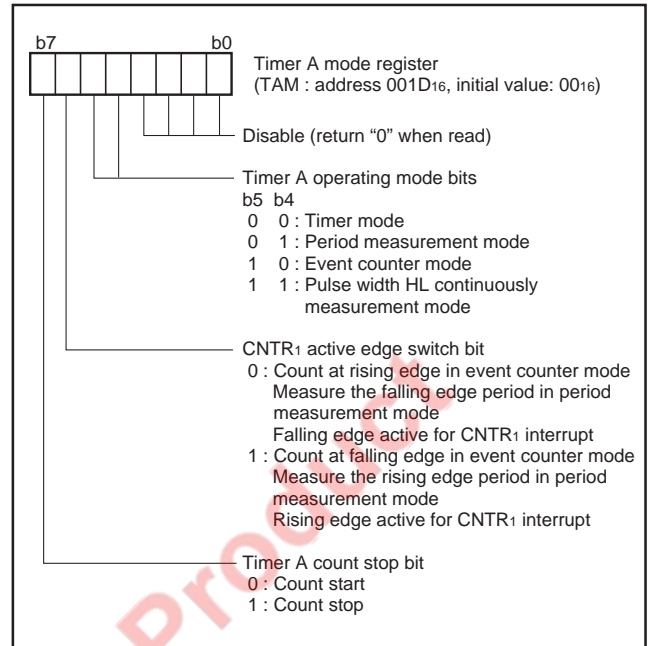 b7 b0
Timer A mode register
(TAM : address 001D16, initial value: 0016)
Disable (return “0” when read)
Timer A operating mode bits
b5 b4
0 0 : Timer mode
0 1 : Period measurement mode
1 0 : Event counter mode
1 1 : Pulse width HL continuously
measurement mode
CNTR1 active edge switch bit
0 : Count at rising edge in event counter mode
Measure the falling edge period in period
measurement mode
Falling edge active for CNTR1 interrupt
1 : Count at falling edge in event counter mode
Measure the rising edge period in period
measurement mode
Rising edge active for CNTR1 interrupt
Timer A count stop bit
0 : Count start
1 : Count stop
Product